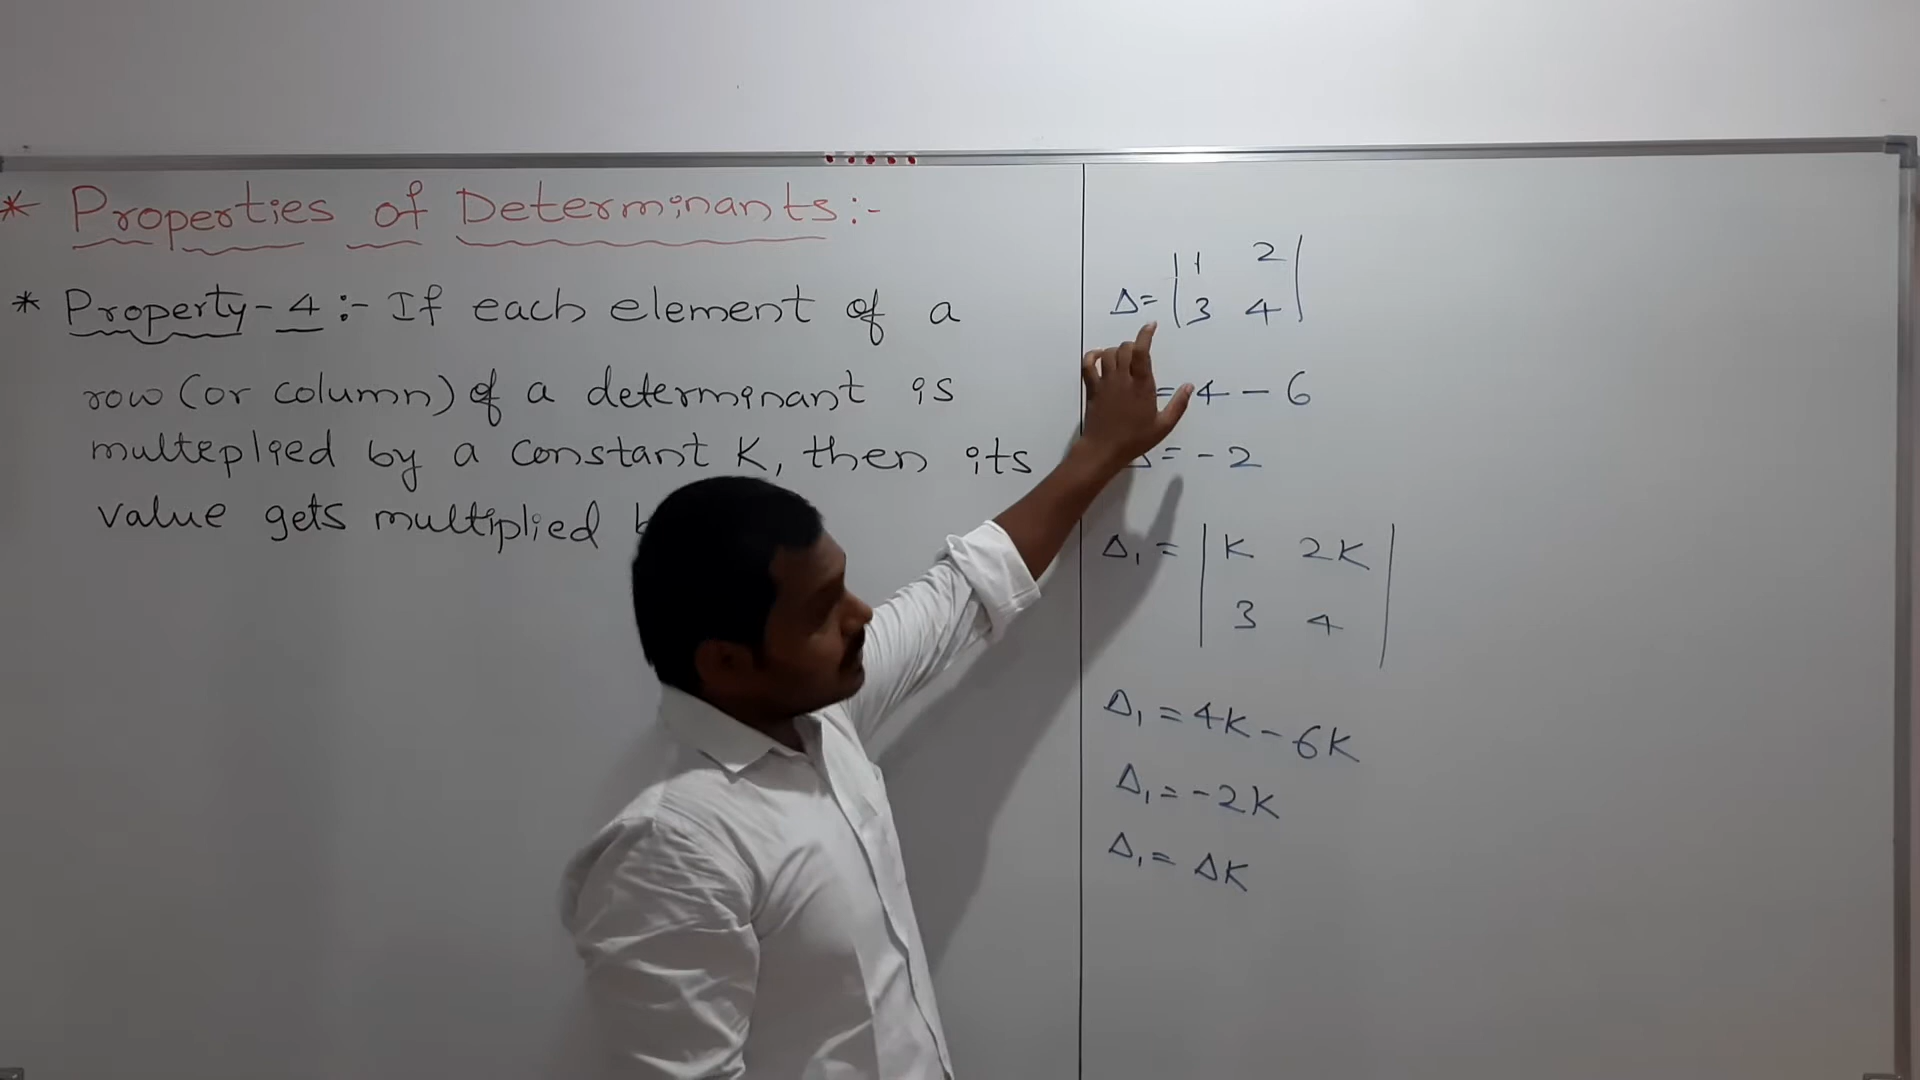 * Properties of Determinants:-
* Property-4:- If each element of a
row (or column) of a determinant is
multeplied by a constant K, then its
value gets multiplied
Δ= |1 2|
|3 4|
= 4 - 6
Δ = -2
Δ₁ = |K 2K|
|3 4|
Δ₁ = 4K - 6K
Δ₁ = -2K
Δ₁ = ΔK